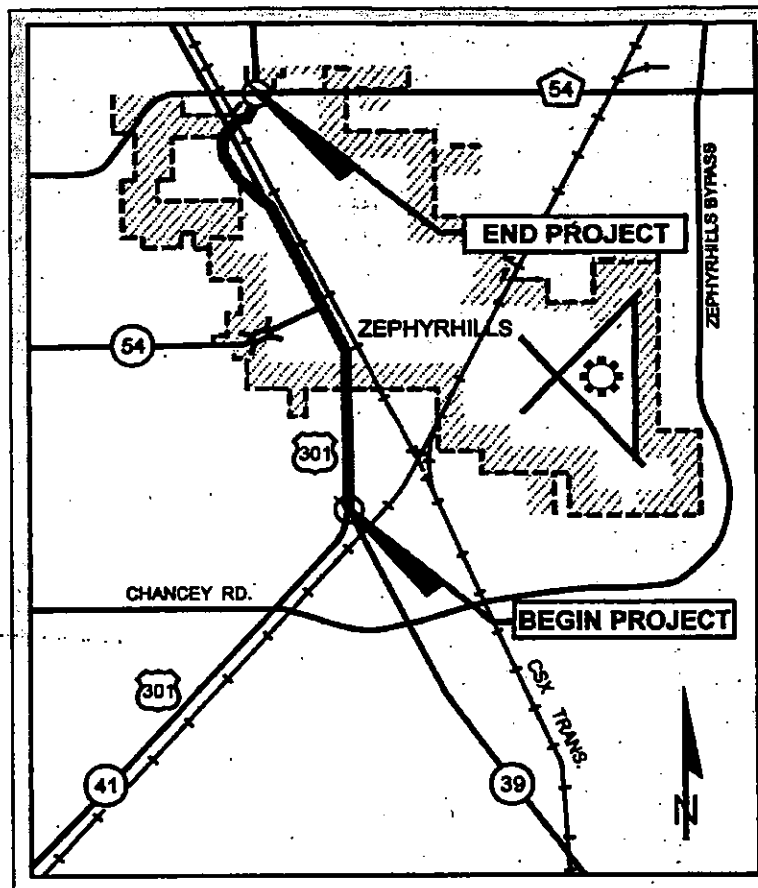 54
END PROJECT
ZEPHYRHILLS BYPASS
ZEPHYRHILLS
54
301
CHANCEY RD.
BEGIN PROJECT
301
CSX TRANS.
41
39
N